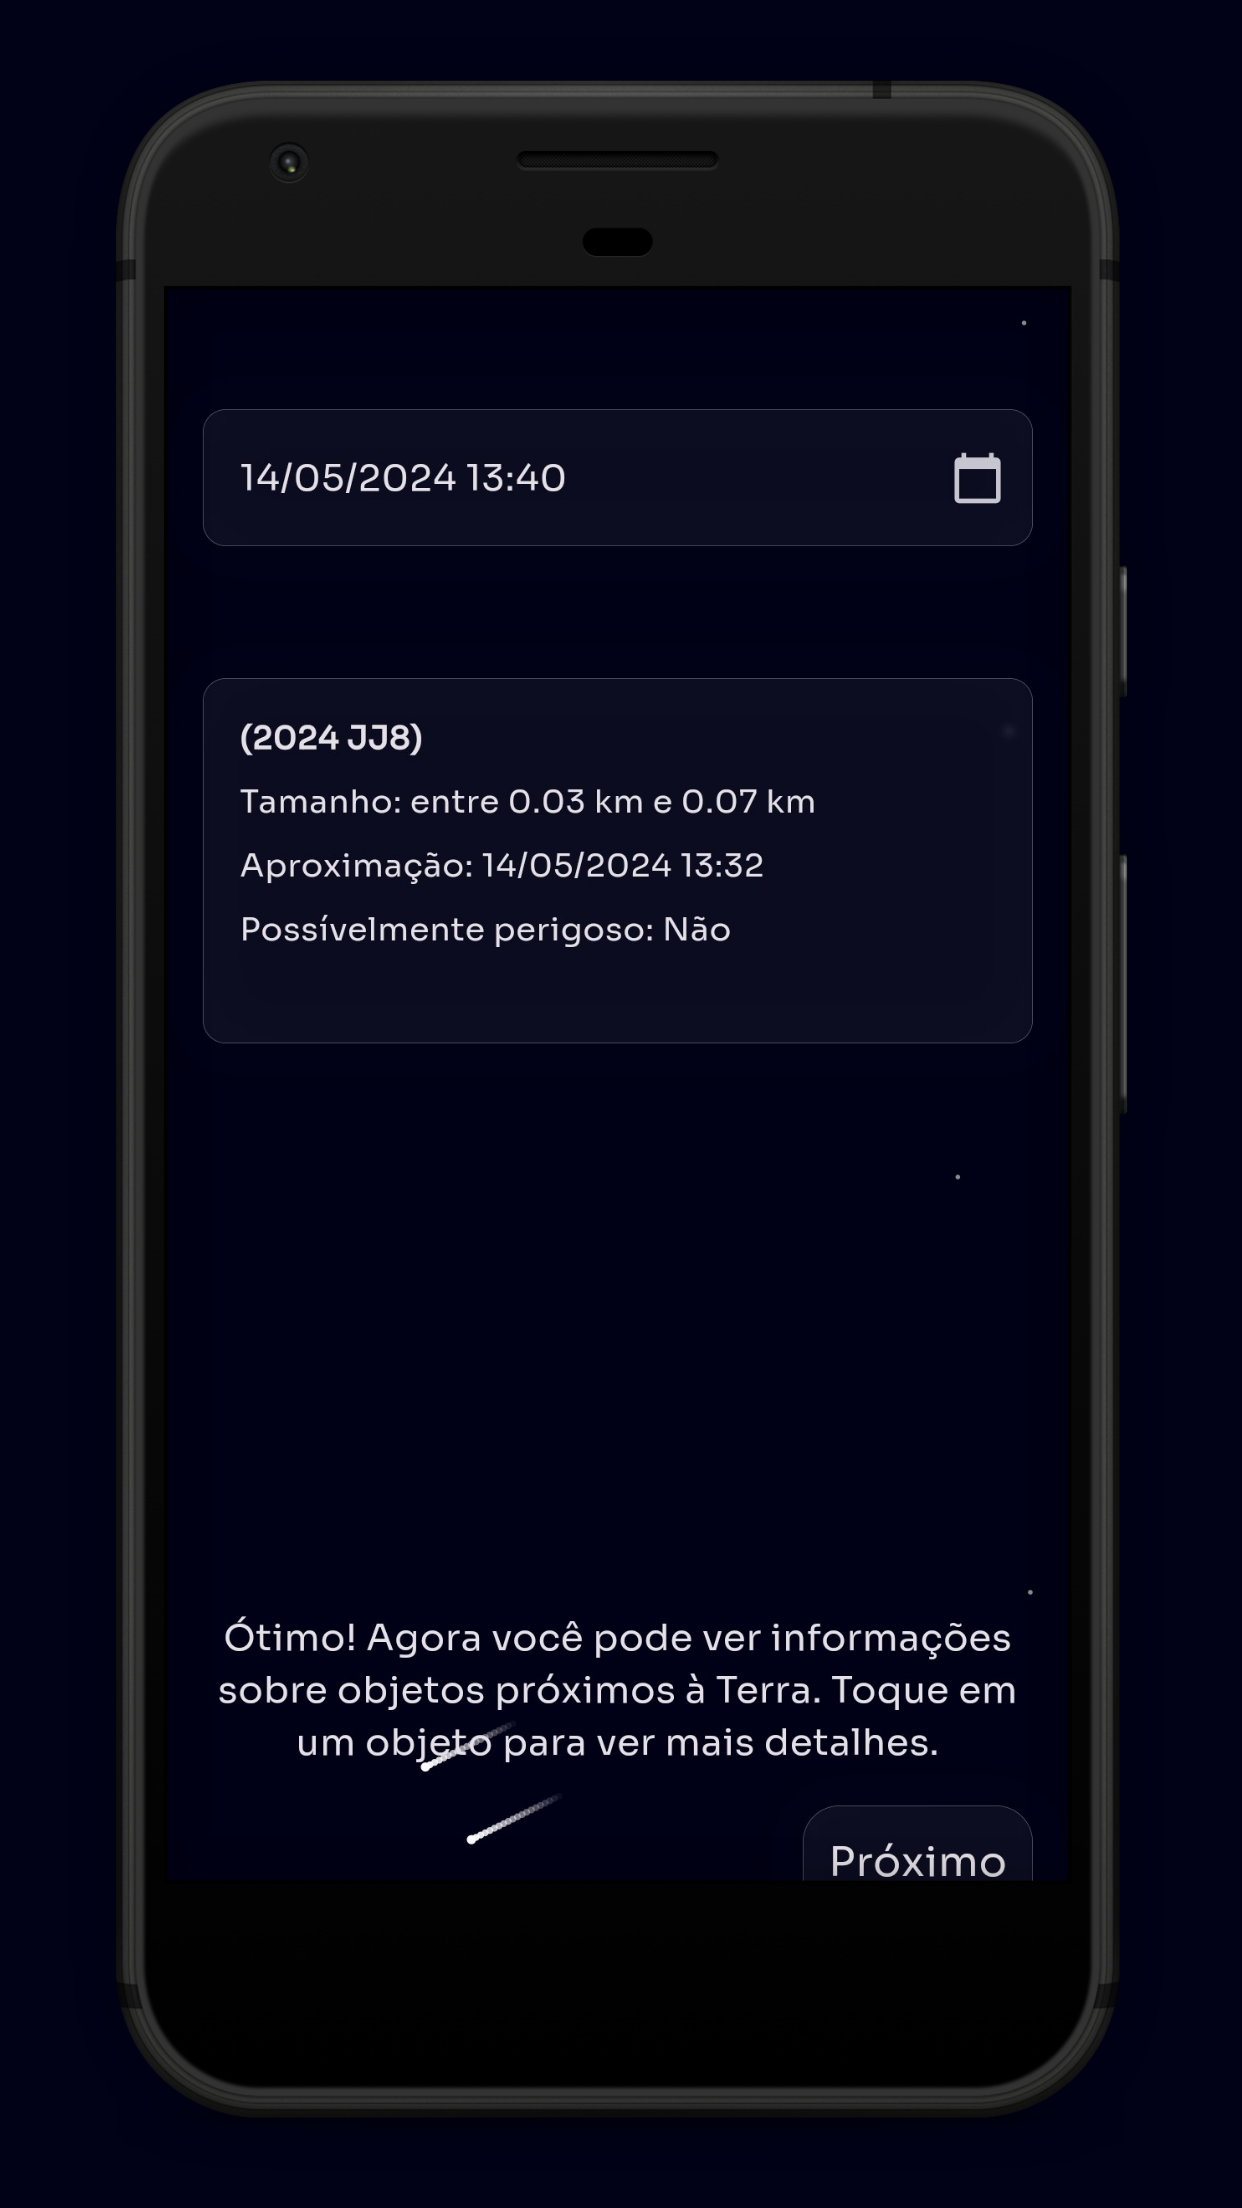 14/05/2024 13:40
(2024 JJ8)
Tamanho: entre 0.03 km e 0.07 km
Aproximação: 14/05/2024 13:32
Possívelmente perigoso: Não
Ótimo! Agora você pode ver informações
sobre objetos próximos à Terra. Toque em
um objeto para ver mais detalhes.
Próximo